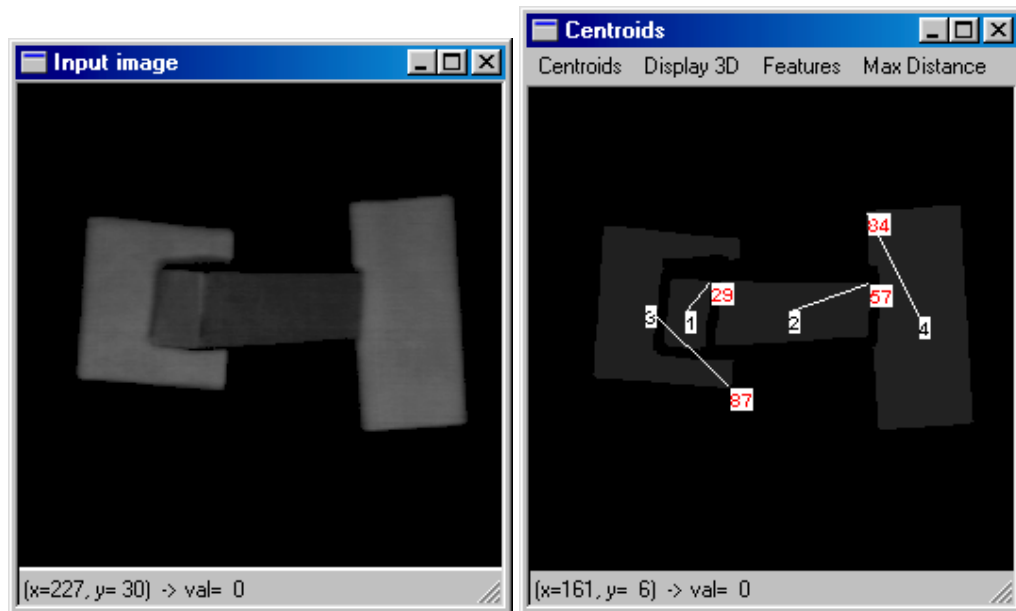 Input image
(x=227, y= 30) -> val= 0
Centroids
Centroids Display 3D Features Max Distance
84
29
57
3
1
2
4
87
(x=161, y= 6) -> val= 0